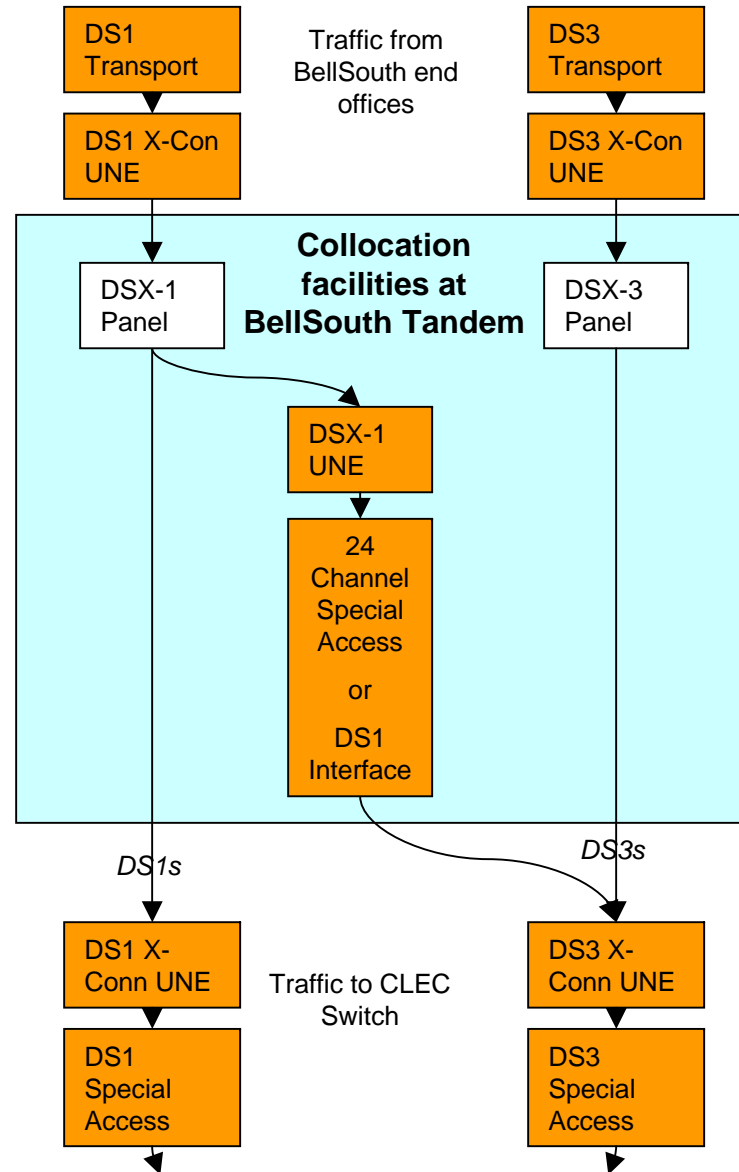 DS1
Transport
Traffic from
BellSouth end
offices
DS3
Transport
DS1 X-Con
UNE
DS3 X-Con
UNE
Collocation
facilities at
BellSouth Tandem
DSX-1
Panel
DSX-3
Panel
DSX-1
UNE
24
Channel
Special
Access
or
DS1
Interface
DS1s
DS3s
DS1 X-
Conn UNE
Traffic to CLEC
Switch
DS3 X-
Conn UNE
DS1
Special
Access
DS3
Special
Access